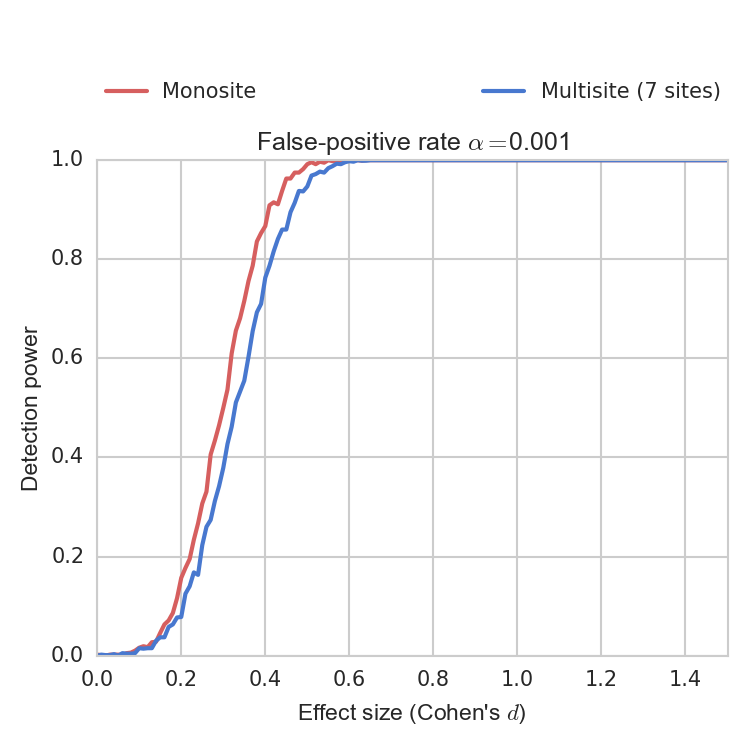 Monosite
Multisite (7 sites)
False-positive rate α=0.001
1.0
0.8
0.6
0.4
0.2
0.0
Detection power
0.0 0.2 0.4 0.6 0.8 1.0 1.2 1.4
Effect size (Cohen's d)